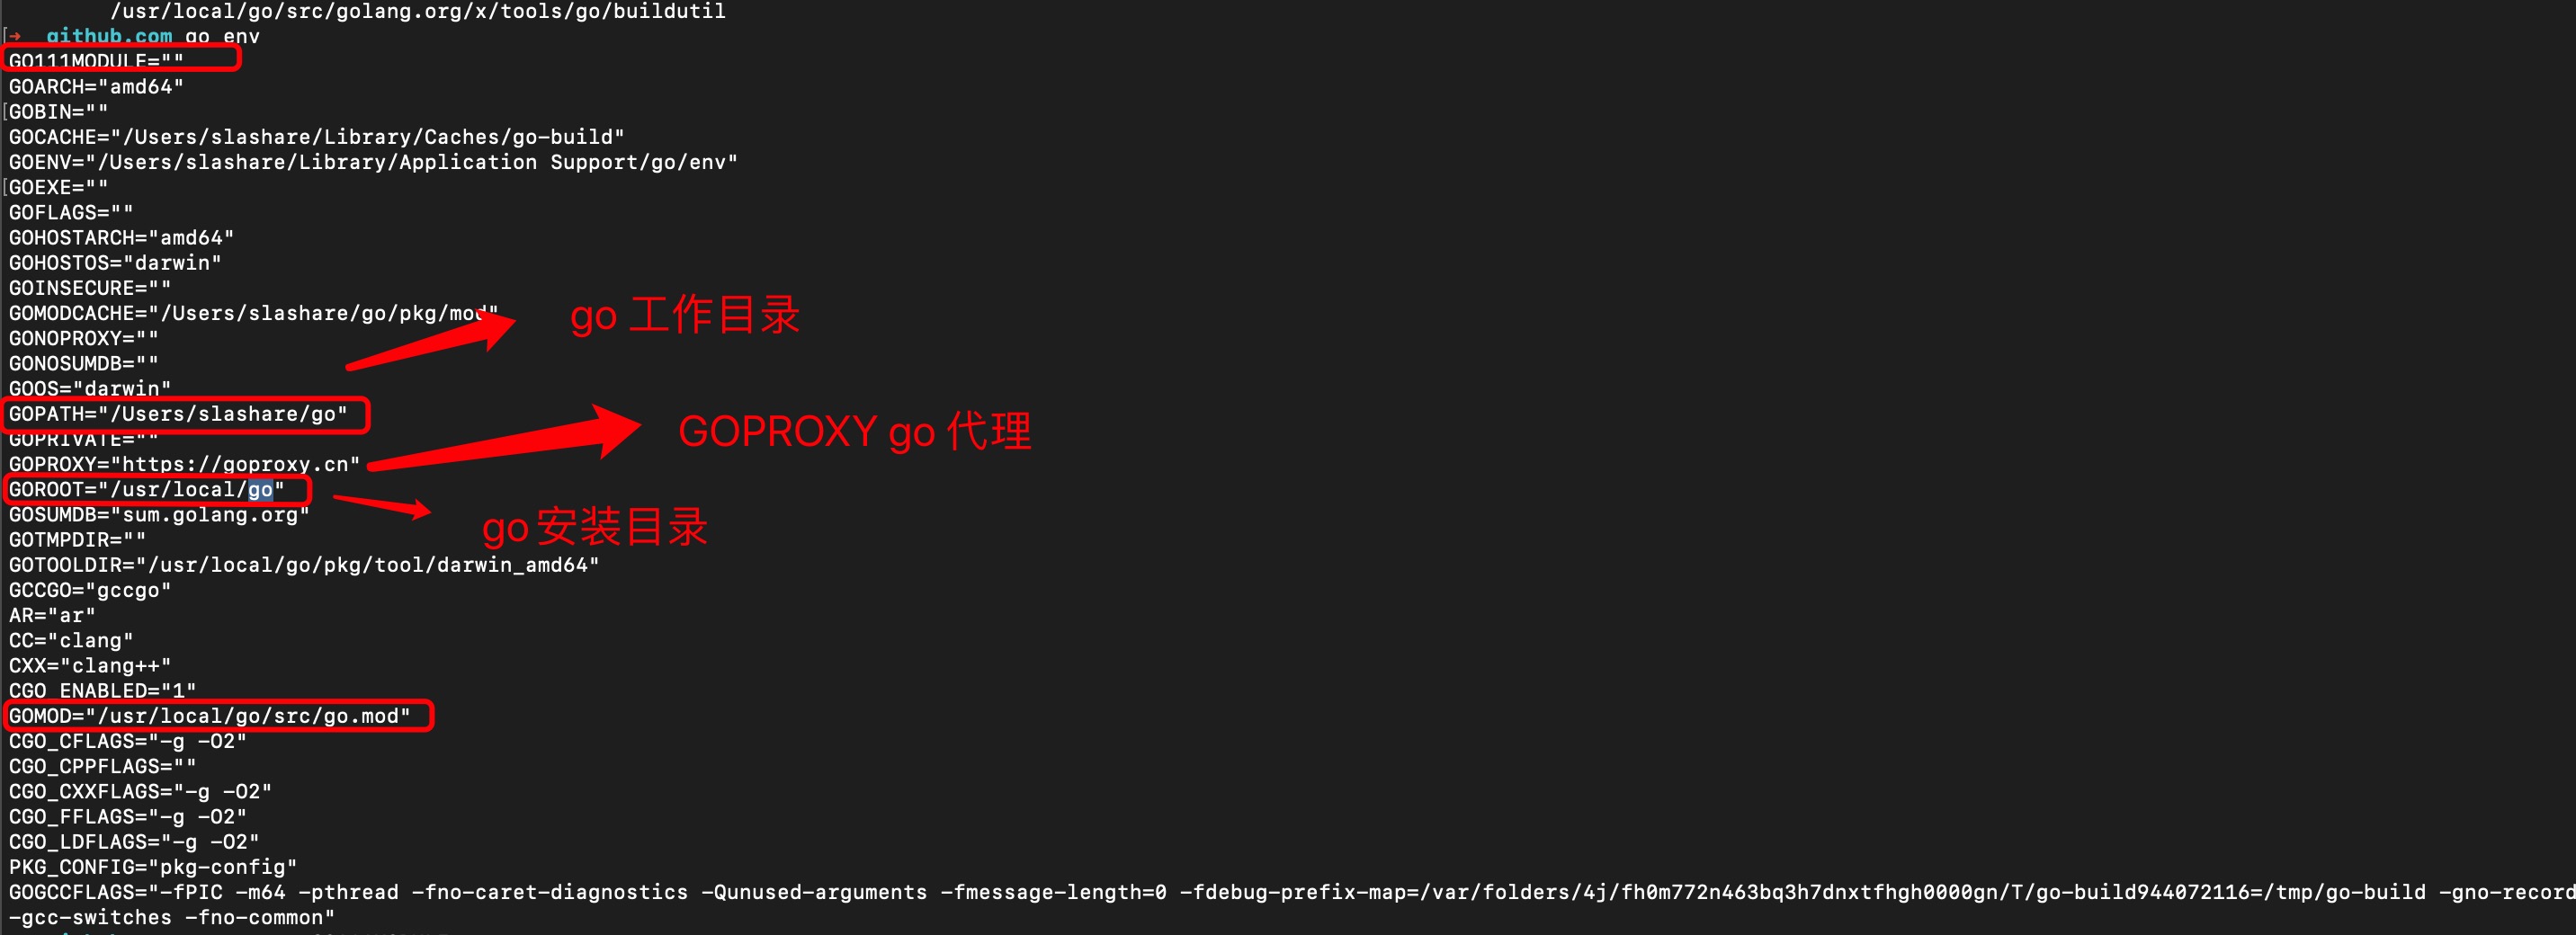 /usr/local/go/src/golang.org/x/tools/go/buildutil
[→ github.com go env
GO111MODULE=""
GOARCH="amd64"
[GOBIN=""
GOCACHE="/Users/slashare/Library/Caches/go-build"
GOENV="/Users/slashare/Library/Application Support/go/env"
[GOEXE=""
GOFLAGS=""
GOHOSTARCH="amd64"
GOHOSTOS="darwin"
GOINSECURE=""
GOMODCACHE="/Users/slashare/go/pkg/mod"
go 工作目录
GONOPROXY=""
GONOSUMDB=""
GOOS="darwin"
GOPATH="/Users/slashare/go"
GOPROXY go 代理
GOPRIVATE=""
GOPROXY="https://goproxy.cn"
GOROOT="/usr/local/go"
GOSUMDB="sum.golang.org"
go 安装目录
GOTMPDIR=""
GOTOOLDIR="/usr/local/go/pkg/tool/darwin_amd64"
GCCGO="gccgo"
AR="ar"
CC="clang"
CXX="clang++"
CGO_ENABLED="1"
GOMOD="/usr/local/go/src/go.mod"
CGO_CFLAGS="-g -O2"
CGO_CPPFLAGS=""
CGO_CXXFLAGS="-g -O2"
CGO_FFLAGS="-g -O2"
CGO_LDFLAGS="-g -O2"
PKG_CONFIG="pkg-config"
GOGCCFLAGS="-fPIC -m64 -pthread -fno-caret-diagnostics -Qunused-arguments -fmessage-length=0 -fdebug-prefix-map=/var/folders/4j/fh0m772n463bq3h7dnxtfhgh0000gn/T/go-build944072116=/tmp/go-build -gno-record
-gcc-switches -fno-common"